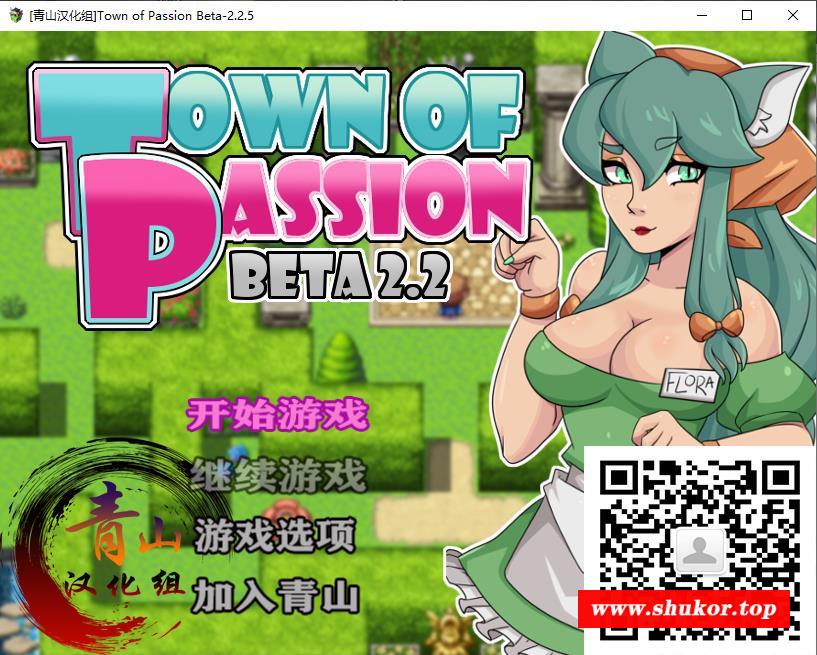 [青山汉化组]Town of Passion Beta-2.2.5
TOWN OF
PASSION
BETA 2.2
FLORA
开始游戏
继续游戏
游戏选项
加入青山
青山
汉化组
www.shukor.top